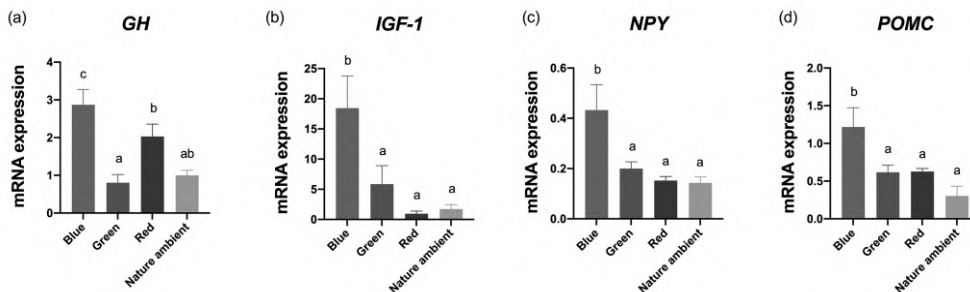 (a)
GH
mRNA expression
4
3
2
1
0
c
a
b
ab
Blue
Green
Red
Nature ambient
(b)
IGF-1
mRNA expression
25
20
15
10
5
0
b
a
a
a
Blue
Green
Red
Nature ambient
(c)
NPY
mRNA expression
0.6
0.4
0.2
0.0
b
a
a
a
Blue
Green
Red
Nature ambient
(d)
POMC
mRNA expression
2.0
1.5
1.0
0.5
0.0
b
a
a
a
Blue
Green
Red
Nature ambient